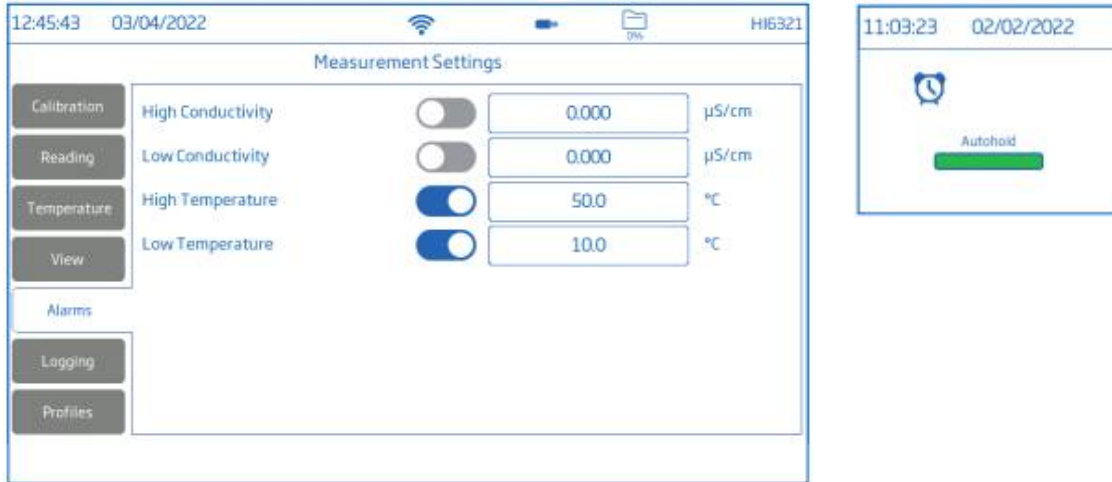 12:45:43 03/04/2022 0% HI6321
Measurement Settings
Calibration
Reading
Temperature
View
Alarms
Logging
Profiles
High Conductivity 0.000 µS/cm
Low Conductivity 0.000 µS/cm
High Temperature 50.0 °C
Low Temperature 10.0 °C
11:03:23 02/02/2022
Autohold